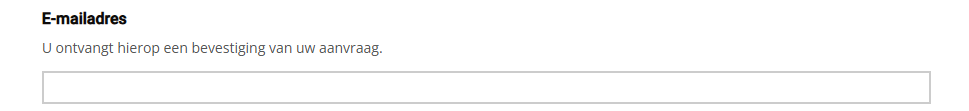 E-mailadres
U ontvangt hierop een bevestiging van uw aanvraag.